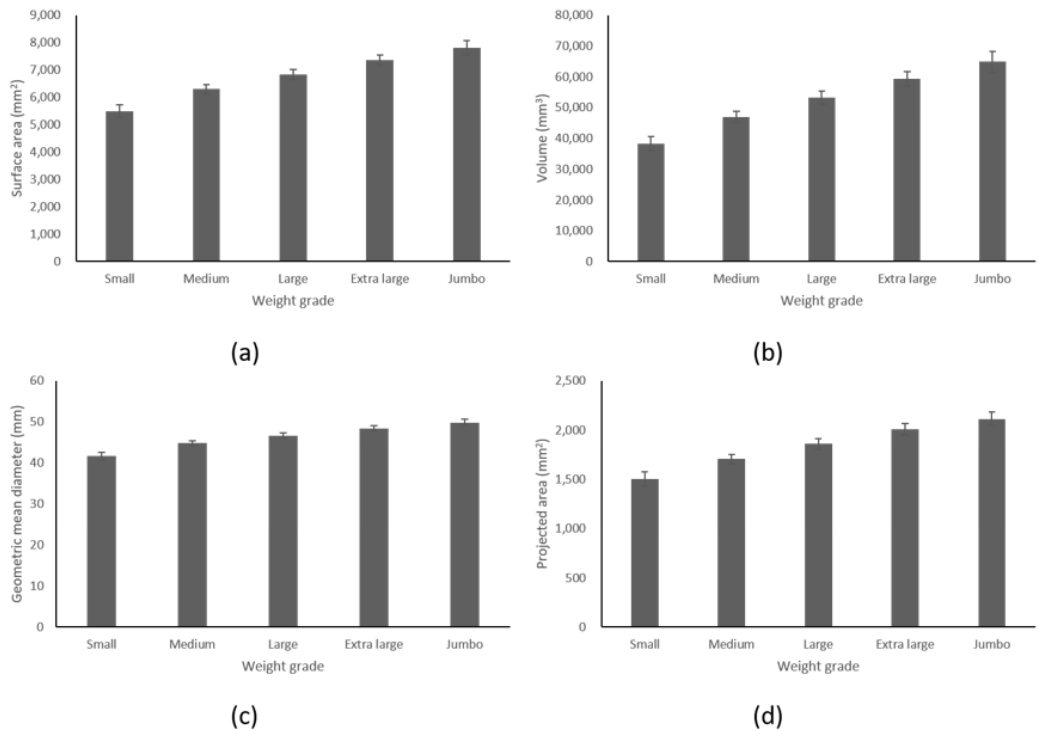 9,000
8,000
7,000
6,000
5,000
4,000
3,000
2,000
1,000
0
Surface area (mm²)
Small Medium Large Extra large Jumbo
Weight grade
(a)
80,000
70,000
60,000
50,000
40,000
30,000
20,000
10,000
0
Volume (mm³)
Small Medium Large Extra large Jumbo
Weight grade
(b)
60
50
40
30
20
10
0
Geometric mean diameter (mm)
Small Medium Large Extra large Jumbo
Weight grade
(c)
2,500
2,000
1,500
1,000
500
0
Projected area (mm²)
Small Medium Large Extra large Jumbo
Weight grade
(d)